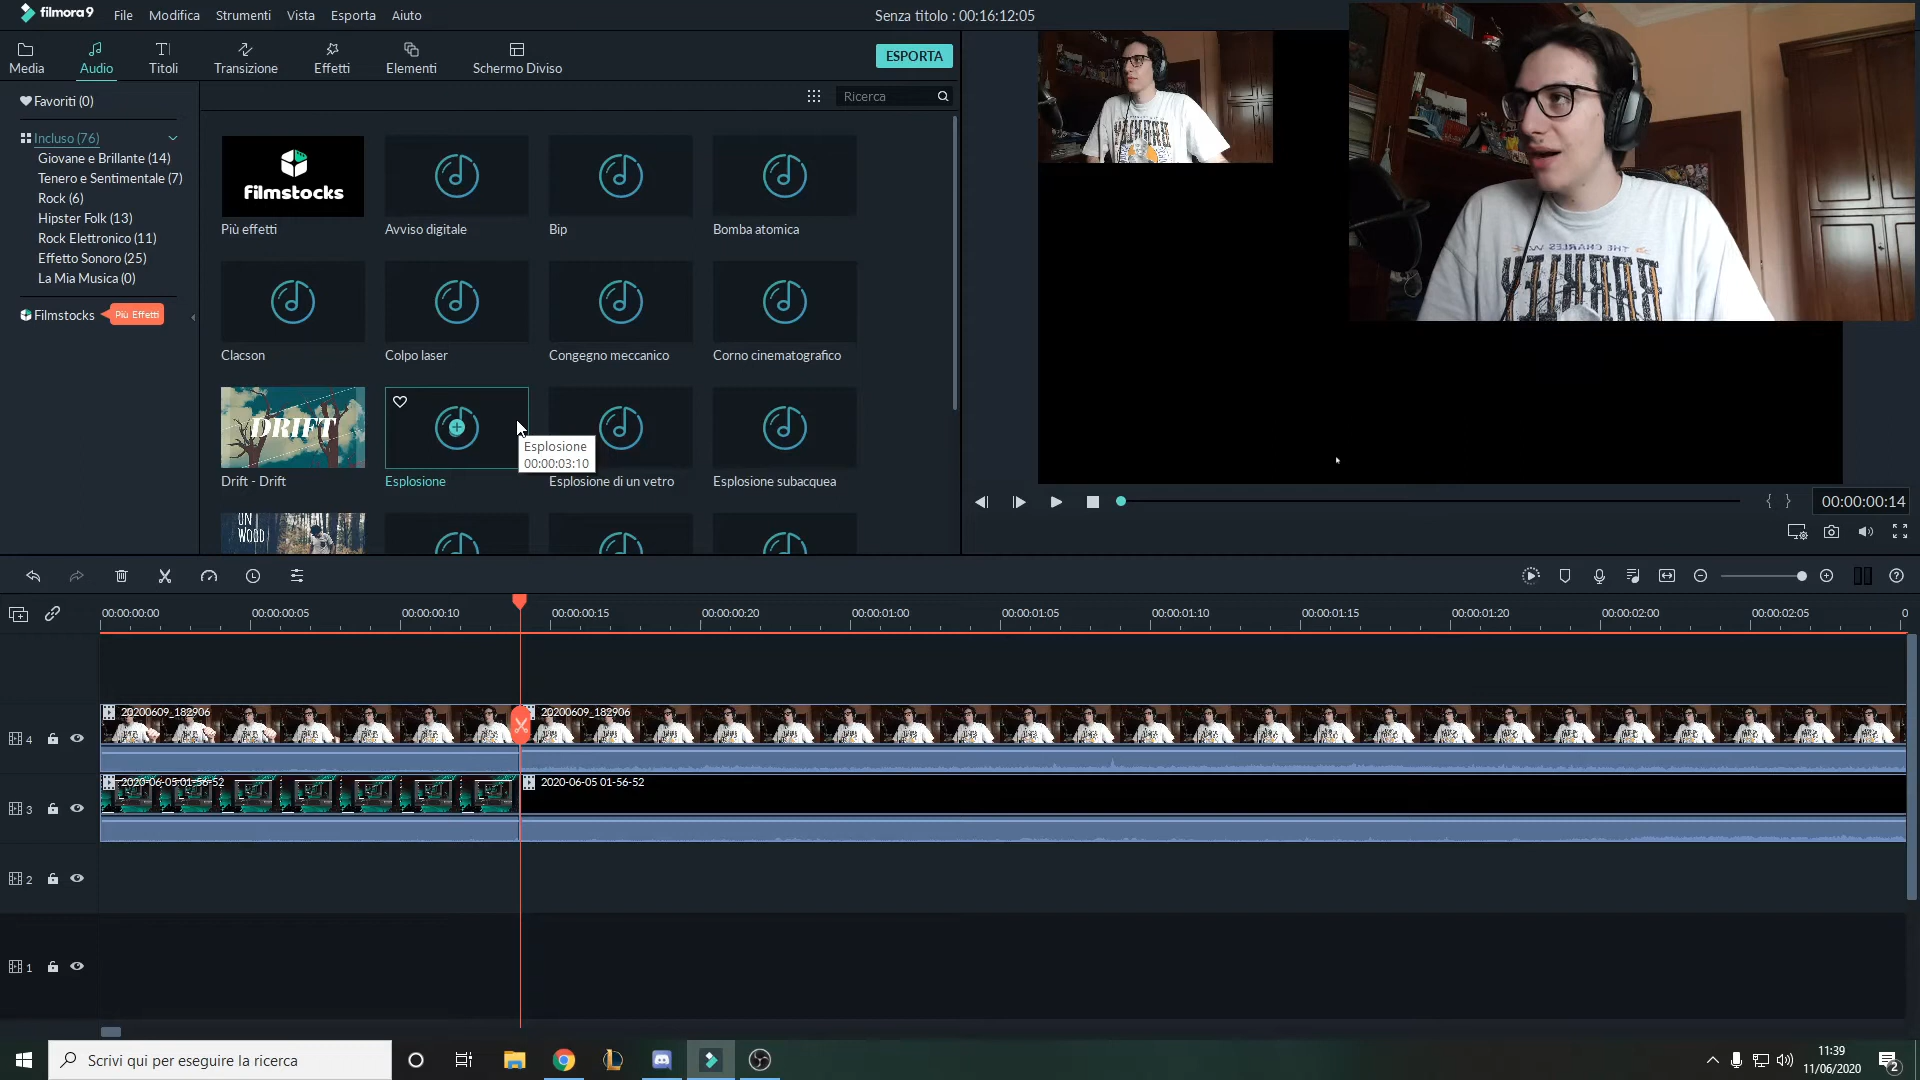 filmora9
File
Modifica
Strumenti
Vista
Esporta
Aiuto
Senza titolo : 00:16:12:05
Media
Audio
Titoli
Transizione
Effetti
Elementi
Schermo Diviso
ESPORTA
Favoriti (0)
Ricerca
Incluso (76)
Giovane e Brillante (14)
Tenero e Sentimentale (7)
Rock (6)
Hipster Folk (13)
Rock Elettronico (11)
Effetto Sonoro (25)
La Mia Musica (0)
Filmstocks
Più Effetti
filmstocks
Più effetti
Avviso digitale
Bip
Bomba atomica
Clacson
Colpo laser
Congegno meccanico
Corno cinematografico
DRIFT
Drift - Drift
Esplosione
Esplosione
00:00:03:10
Esplosione di un vetro
Esplosione subacquea
UN
WOOD
00:00:00:14
00:00:00:00
00:00:00:05
00:00:00:10
00:00:00:15
00:00:00:20
00:00:01:00
00:00:01:05
00:00:01:10
00:00:01:15
00:00:01:20
00:00:02:00
00:00:02:05
0
20200609_182906
20200609_182906
4
2020-06-05 01-56-52
2020-06-05 01-56-52
3
2
1
Scrivi qui per eseguire la ricerca
11:39
11/06/2020
2